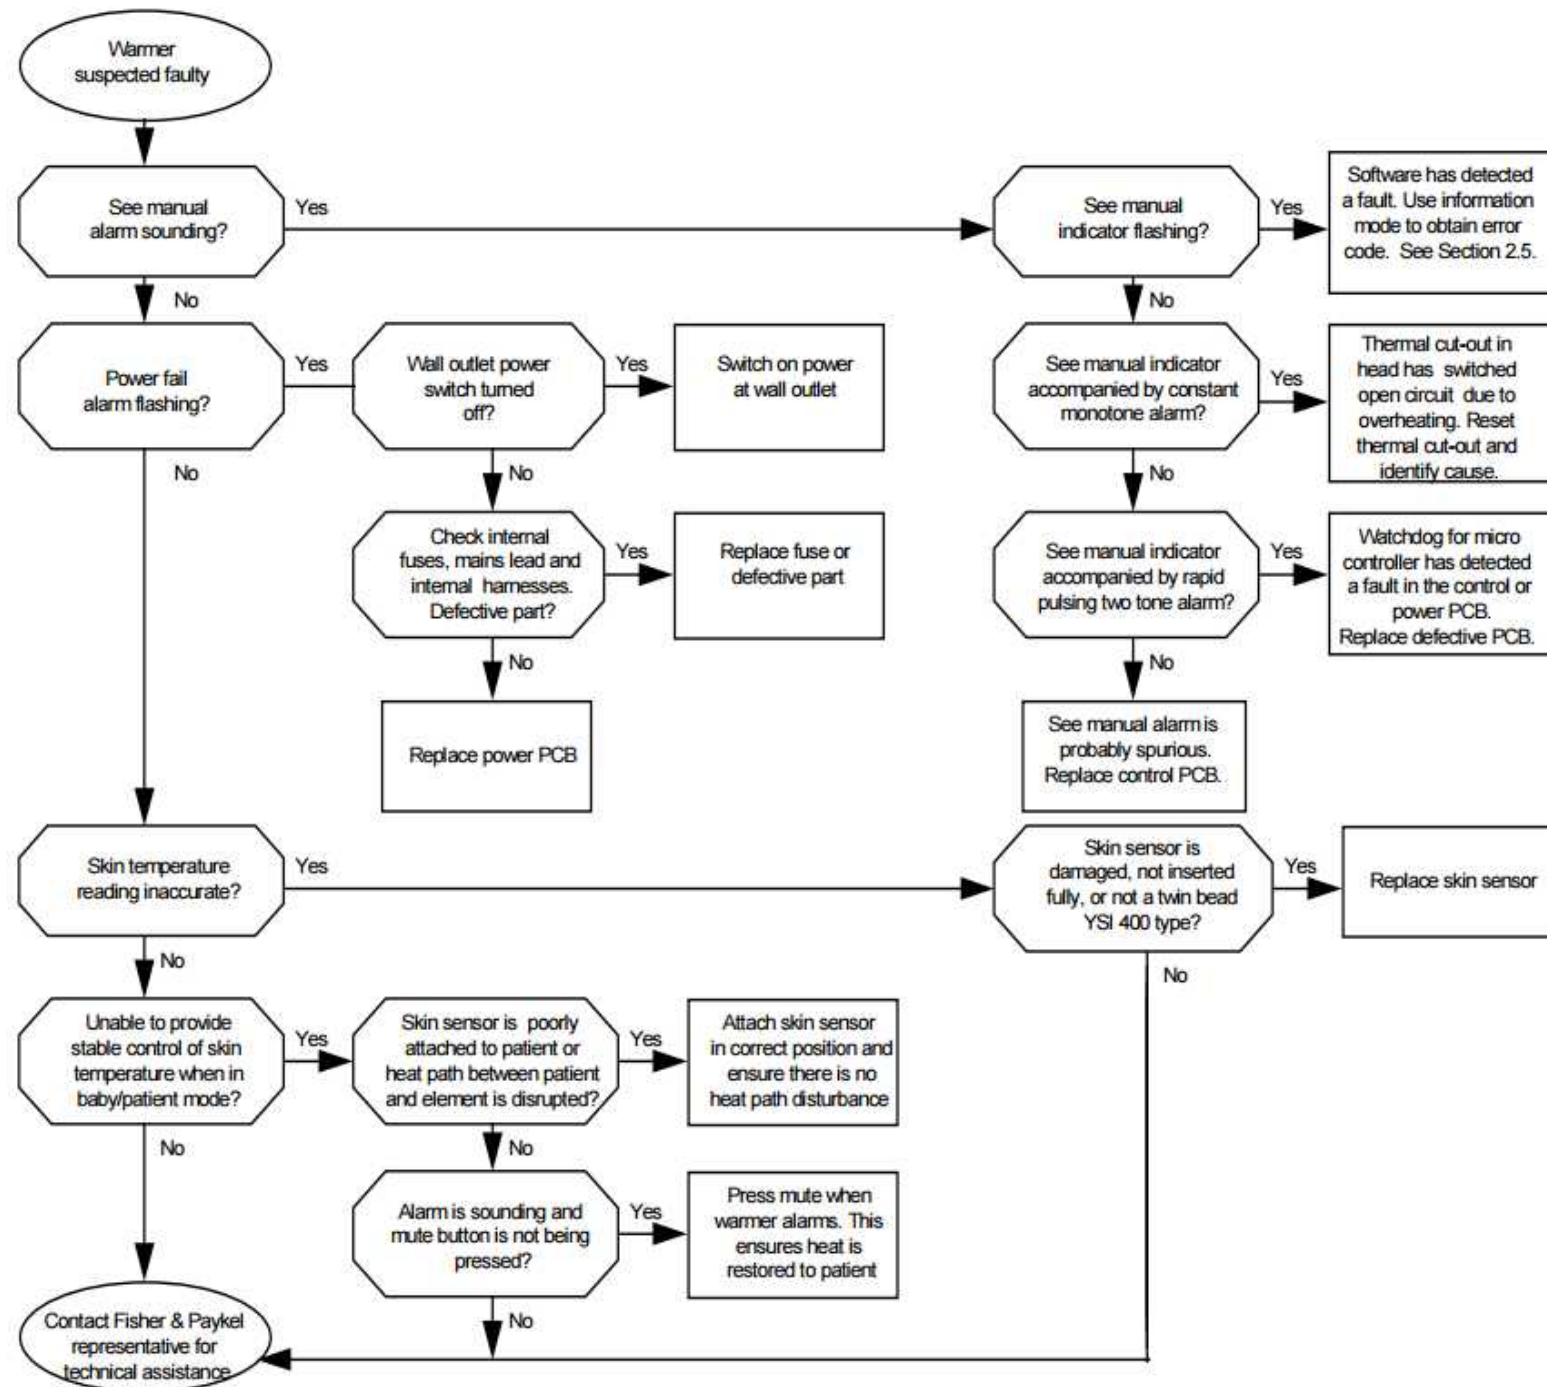 Warmer
suspected faulty
See manual
alarm sounding?
Yes
See manual
indicator flashing?
Yes
Software has detected
a fault. Use information
mode to obtain error
code. See Section 2.5.
No
No
Power fail
alarm flashing?
Yes
Wall outlet power
switch turned
off?
Yes
Switch on power
at wall outlet
See manual indicator
accompanied by constant
monotone alarm?
Yes
Thermal cut-out in
head has switched
open circuit due to
overheating. Reset
thermal cut-out and
identify cause.
No
No
No
Check internal
fuses, mains lead and
internal harnesses.
Defective part?
Yes
Replace fuse or
defective part
See manual indicator
accompanied by rapid
pulsing two tone alarm?
Yes
Watchdog for micro
controller has detected
a fault in the control or
power PCB.
Replace defective PCB.
No
No
Replace power PCB
See manual alarm is
probably spurious.
Replace control PCB.
Skin temperature
reading inaccurate?
Yes
Skin sensor is
damaged, not inserted
fully, or not a twin bead
YSI 400 type?
Yes
Replace skin sensor
No
No
Unable to provide
stable control of skin
temperature when in
baby/patient mode?
Yes
Skin sensor is poorly
attached to patient or
heat path between patient
and element is disrupted?
Yes
Attach skin sensor
in correct position and
ensure there is no
heat path disturbance
No
No
Alarm is sounding and
mute button is not being
pressed?
Yes
Press mute when
warmer alarms. This
ensures heat is
restored to patient
No
Contact Fisher & Paykel
representative for
technical assistance